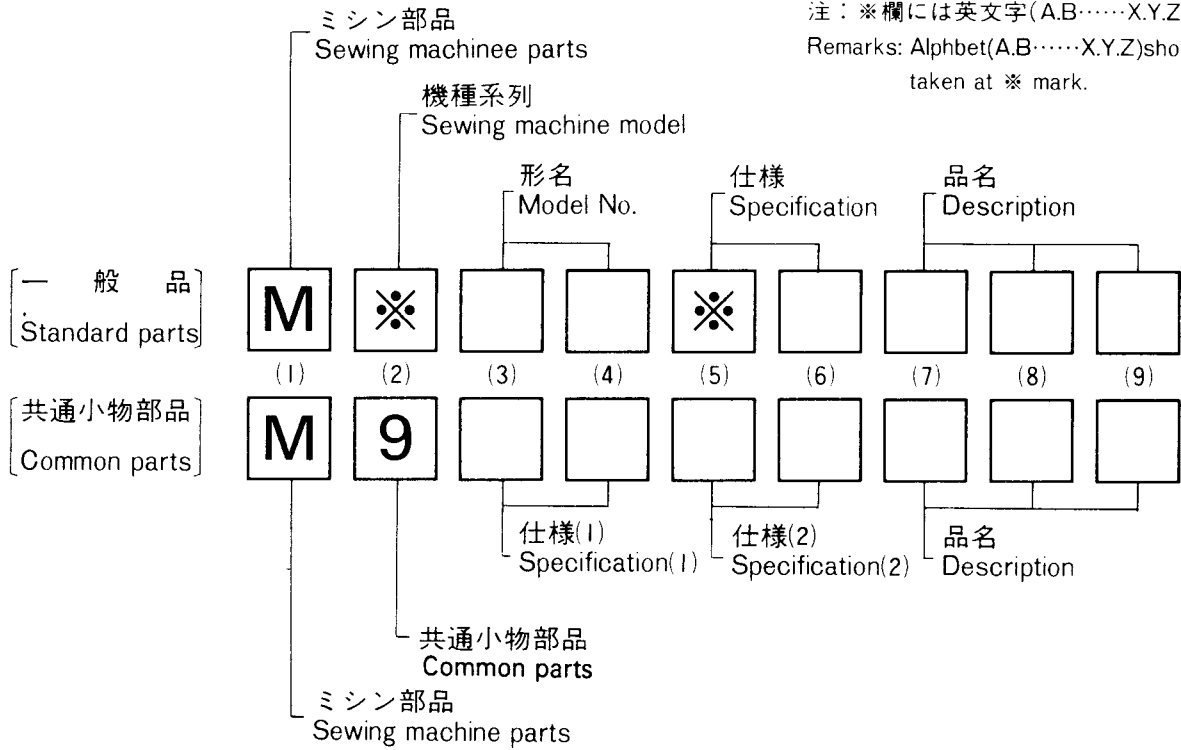 ミシン部品
Sewing machinee parts
注：※欄には英文字(A.B……X.Y.Z
Remarks: Alphbet(A.B……X.Y.Z)sho
taken at ※ mark.
機種系列
Sewing machine model
形名
Model No.
仕様
Specification
品名
Description
一般品
Standard parts
M ※ ※
(1) (2) (3) (4) (5) (6) (7) (8) (9)
共通小物部品
Common parts
M 9
仕様(1)
Specification(1)
仕様(2)
Specification(2)
品名
Description
共通小物部品
Common parts
ミシン部品
Sewing machine parts